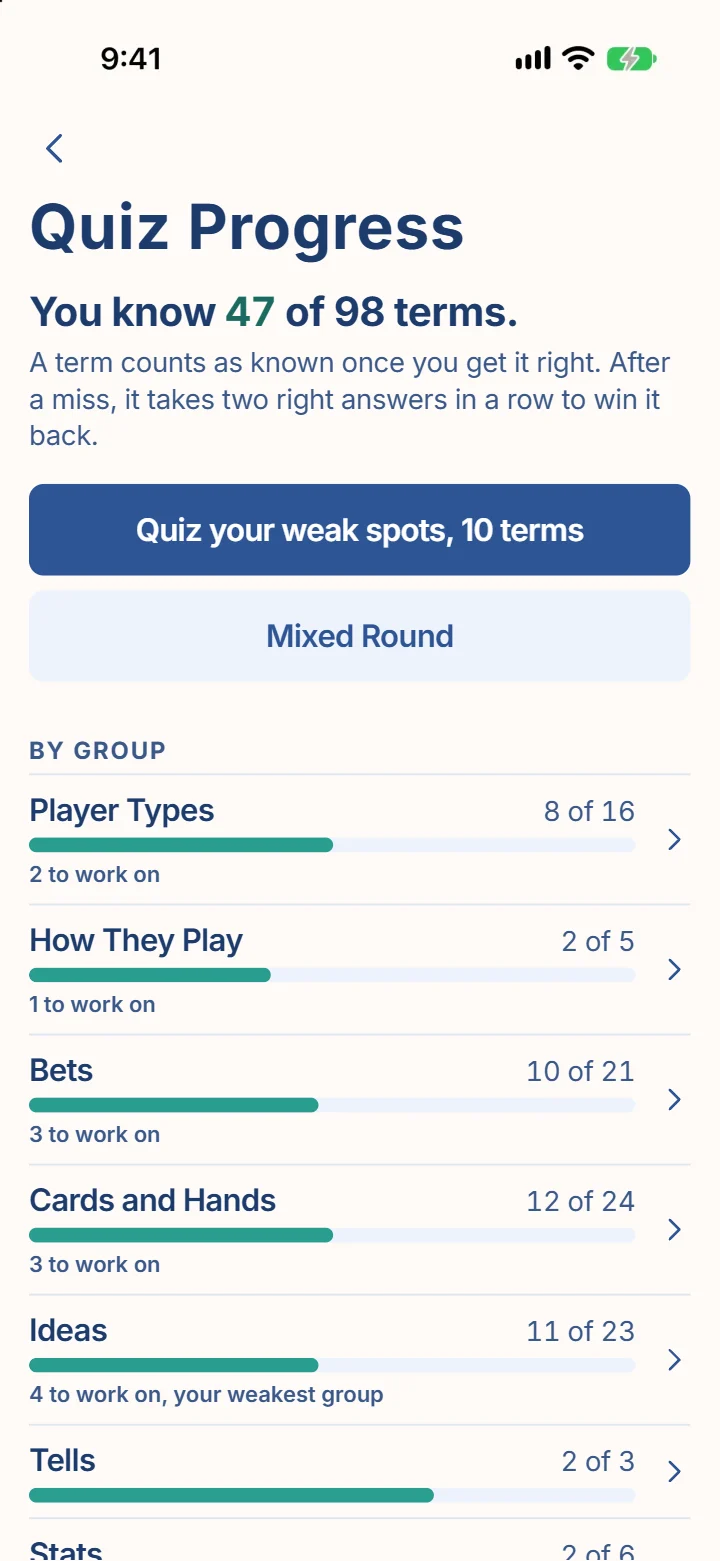 9:41
Quiz Progress
You know 47 of 98 terms.
A term counts as known once you get it right. After
a miss, it takes two right answers in a row to win it
back.
Quiz your weak spots, 10 terms
Mixed Round
BY GROUP
Player Types 8 of 16
2 to work on
How They Play 2 of 5
1 to work on
Bets 10 of 21
3 to work on
Cards and Hands 12 of 24
3 to work on
Ideas 11 of 23
4 to work on, your weakest group
Tells 2 of 3
Stats 2 of 6